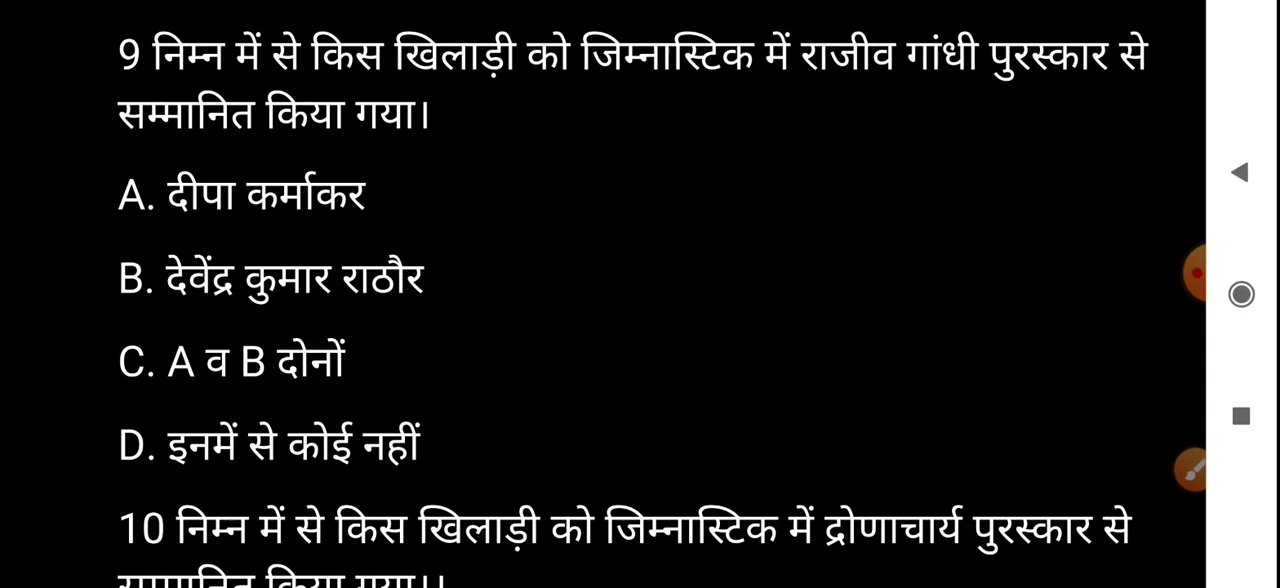 9 निम्न में से किस खिलाड़ी को जिम्नास्टिक में राजीव गांधी पुरस्कार से
सम्मानित किया गया।
A. दीपा कर्माकर
B. देवेंद्र कुमार राठौर
C. A व B दोनों
D. इनमें से कोई नहीं
10 निम्न में से किस खिलाड़ी को जिम्नास्टिक में द्रोणाचार्य पुरस्कार से